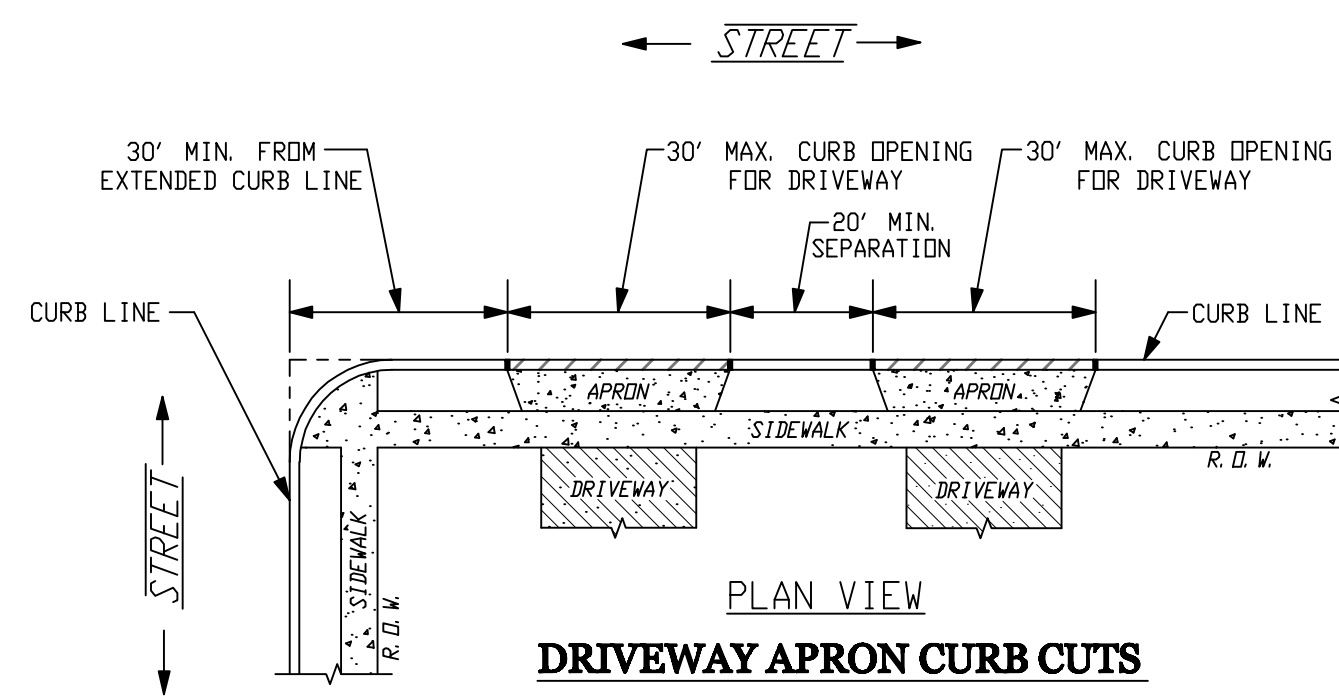 STREET
30' MIN. FROM
EXTENDED CURB LINE
30' MAX. CURB OPENING
FOR DRIVEWAY
30' MAX. CURB OPENING
FOR DRIVEWAY
20' MIN.
SEPARATION
CURB LINE
CURB LINE
APRON
APRON
SIDEWALK
R. O. W.
DRIVEWAY
DRIVEWAY
STREET
SIDEWALK
R. O. W.
PLAN VIEW
DRIVEWAY APRON CURB CUTS